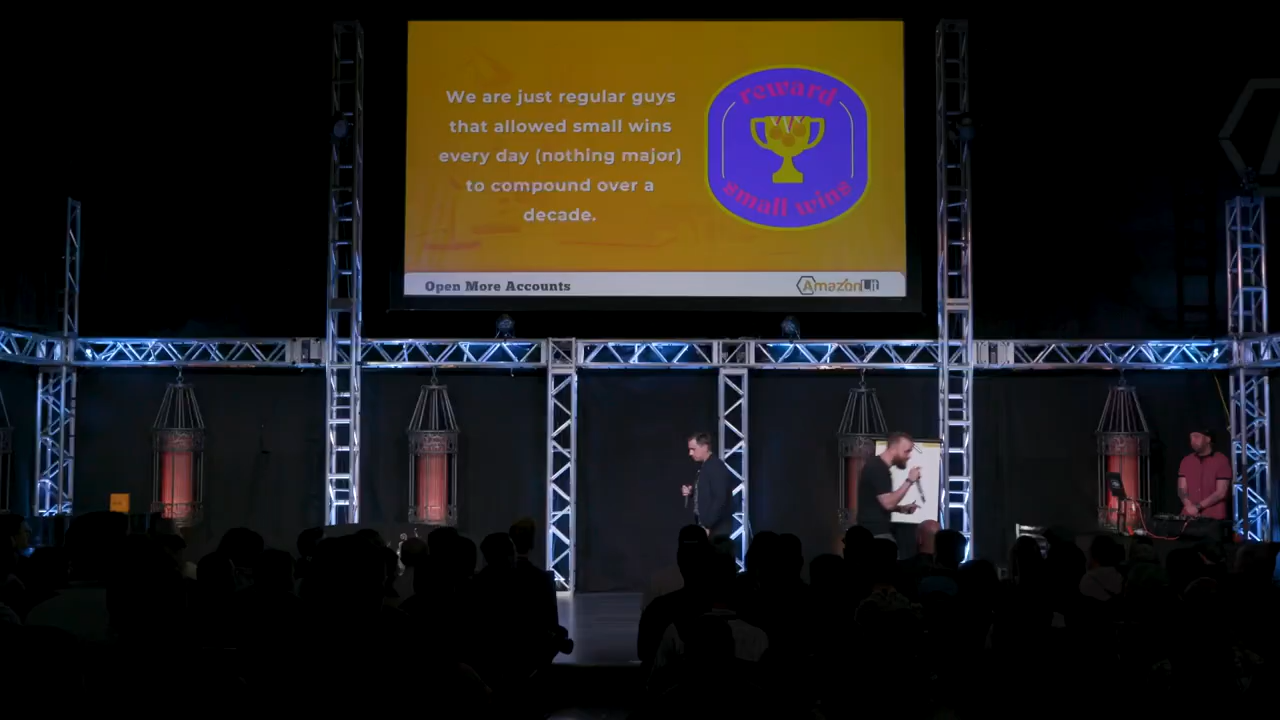 We are just regular guys
that allowed small wins
every day (nothing major)
to compound over a
decade.
reward
small wins
Open More Accounts
AmazonLit